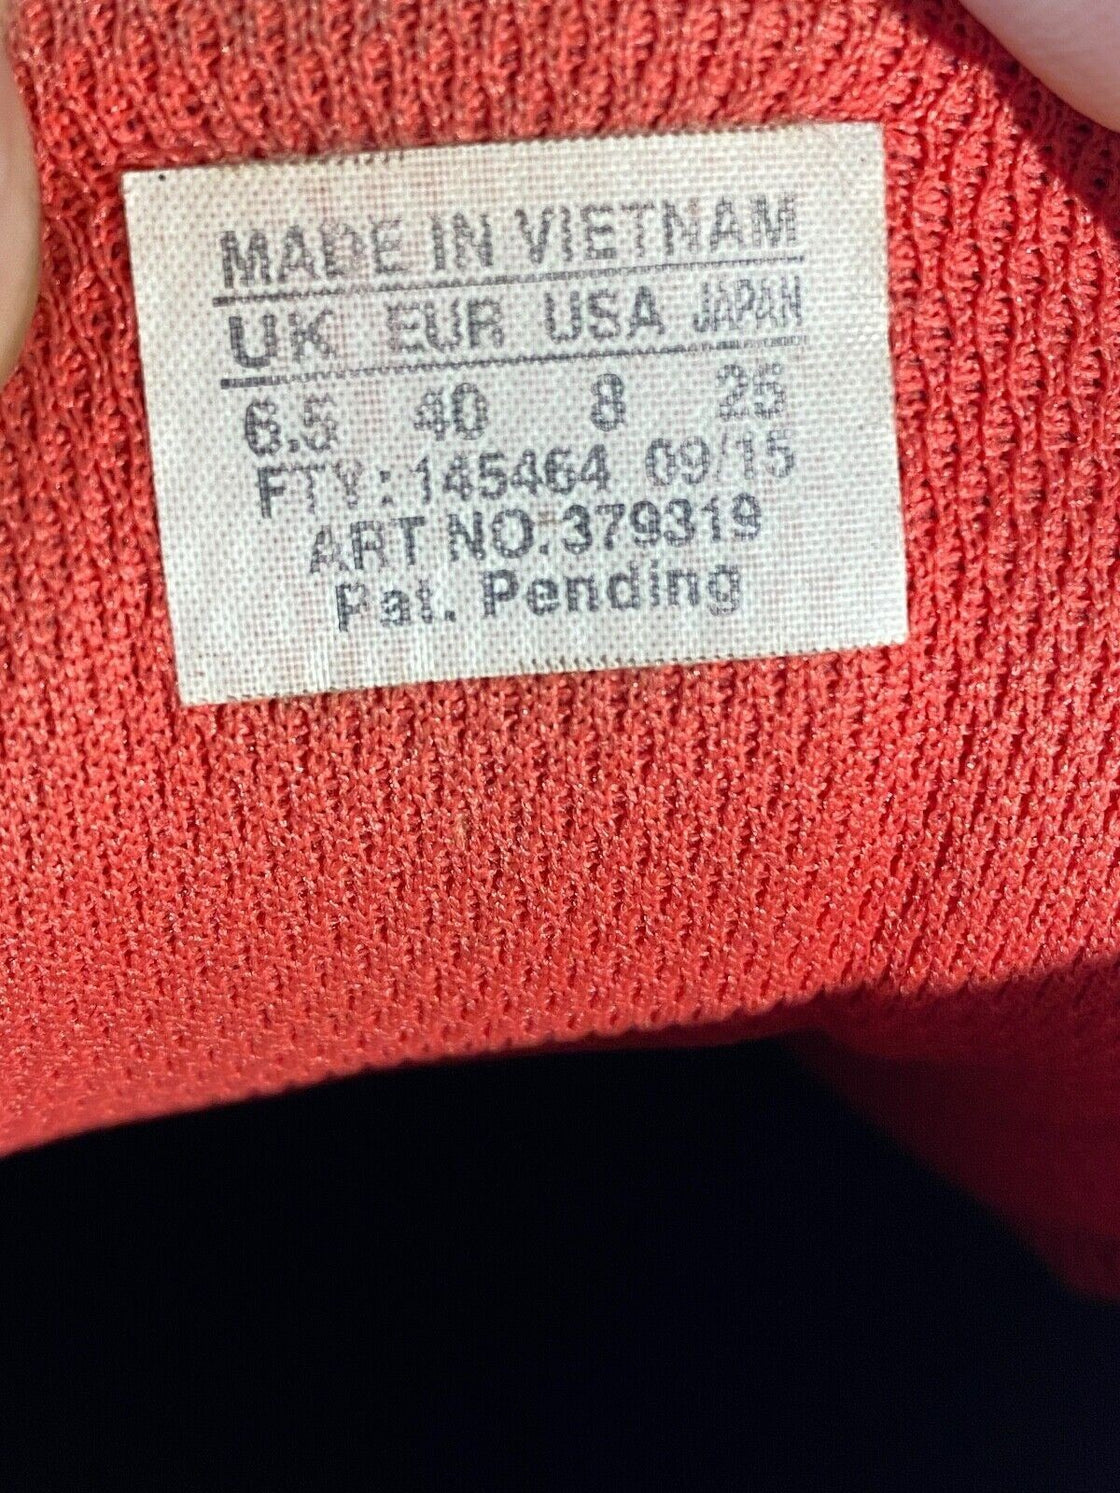 MADE IN VIETNAM
UK EUR USA JAPAN
6.5 40 8 25
FTY: 145464 09/15
ART NO. 379319
Pat. Pending